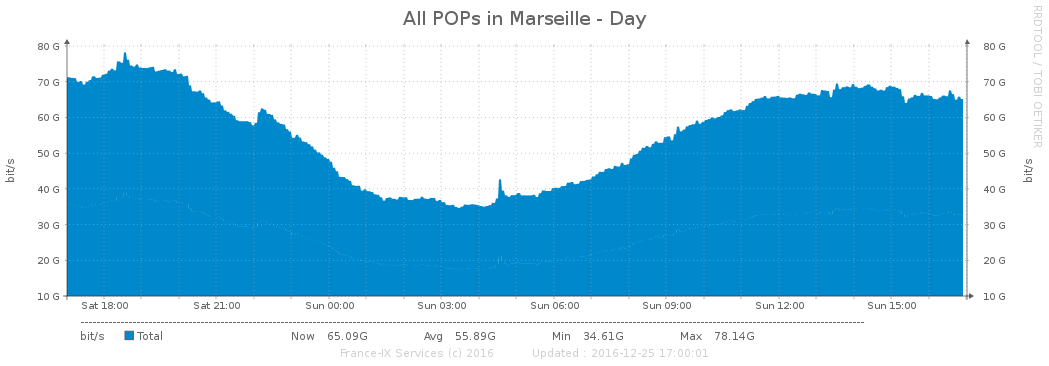 All POPs in Marseille - Day
RRDTOOL / TOBI OETIKER
bit/s
80 G
70 G
60 G
50 G
40 G
30 G
20 G
10 G
80 G
70 G
60 G
50 G
40 G
30 G
20 G
10 G
bit/s
Sat 18:00 Sat 21:00 Sun 00:00 Sun 03:00 Sun 06:00 Sun 09:00 Sun 12:00 Sun 15:00
bit/s Total Now 65.09G Avg 55.89G Min 34.61G Max 78.14G
France-IX Services (c) 2016 Updated : 2016-12-25 17:00:01